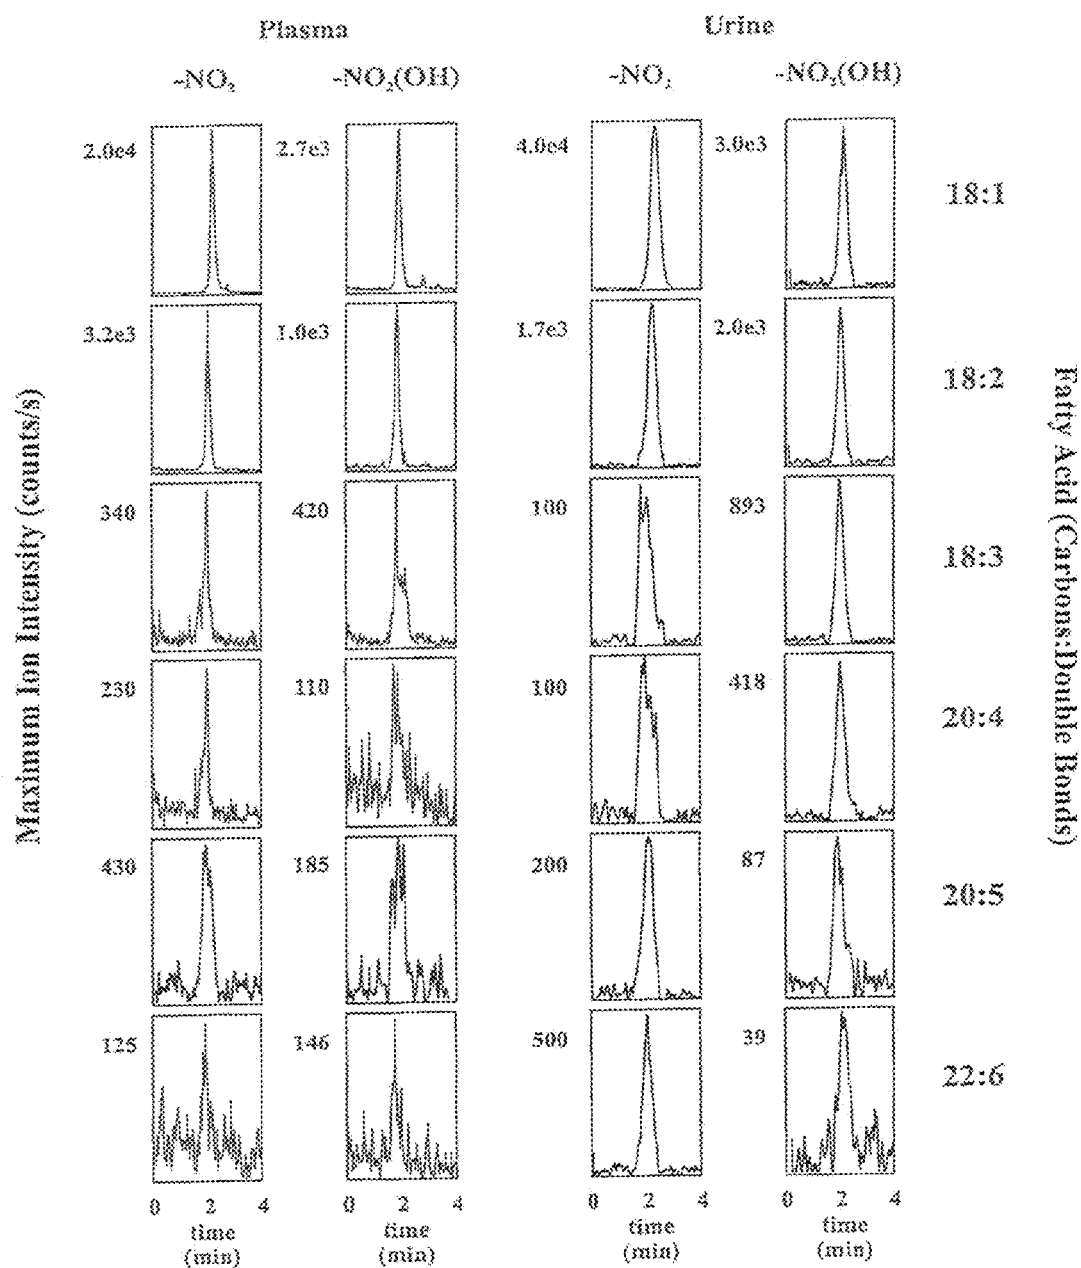 Plasma Urine
~NO₂ -NO₂(OH) ~NO₂ -NO₂(OH)
2.0e4 2.7e3 4.0e4 3.0e3 18:1
3.2e3 1.0e3 1.7e3 2.0e3 18:2
340 420 100 893 18:3
230 110 100 418 20:4
430 185 200 87 20:5
125 146 500 39 22:6
0 2 4 0 2 4 0 2 4 0 2 4
time time time time
(min) (min) (min) (min)
Maximum Ion Intensity (counts/s)
Fatty Acid (Carbons:Double Bonds)